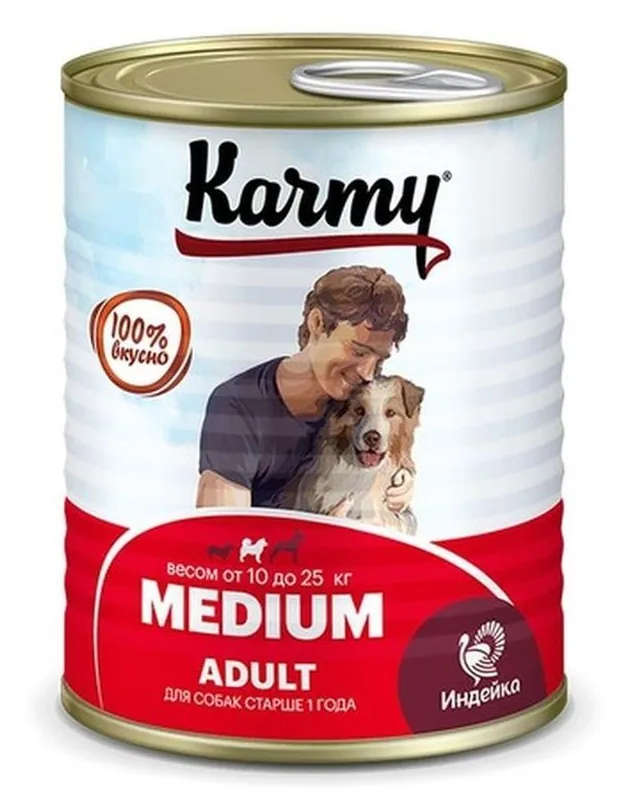 Karmy®
100%
вкусно
весом от 10 до 25 кг
MEDIUM
ADULT
ДЛЯ СОБАК СТАРШЕ 1 ГОДА
Индейка